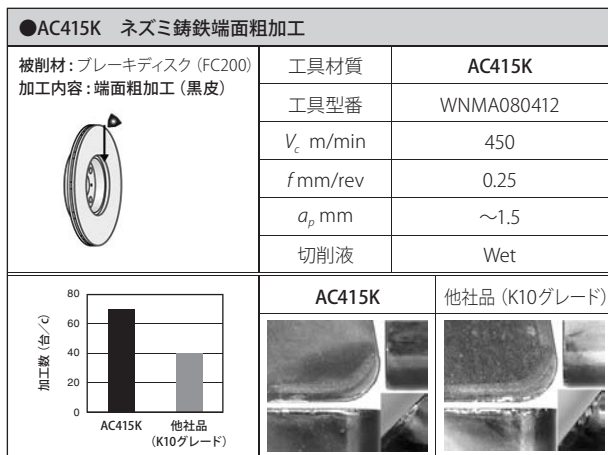 ●AC415K ネズミ鋳鉄端面粗加工
被削材：ブレーキディスク（FC200）
加工内容：端面粗加工（黒皮）
工具材質 AC415K
工具型番 WNMA080412
Vc m/min 450
f mm/rev 0.25
ap mm ～1.5
切削液 Wet
加工数（台／c）
80
60
40
20
0
AC415K
他社品
（K10グレード）
AC415K 他社品（K10グレード）